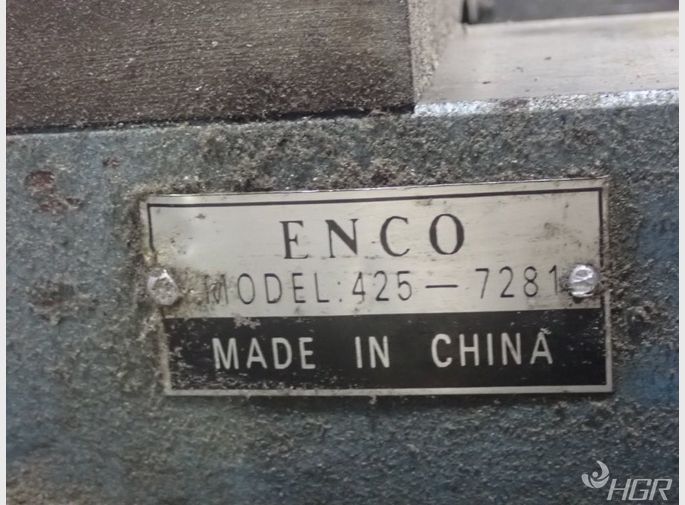 ENCO
MODEL:425-7281
MADE IN CHINA
HGR